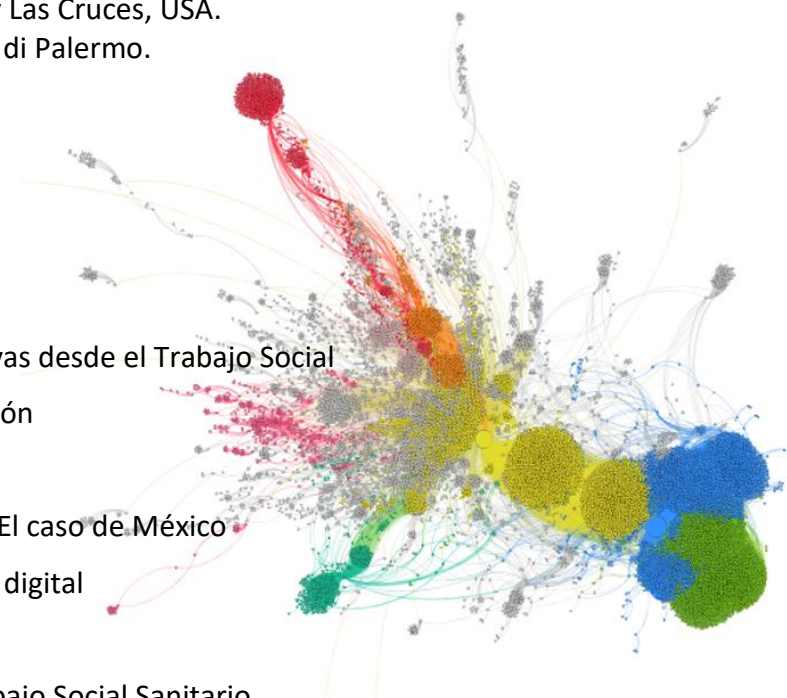 Las Cruces, USA.
di Palermo.
vas desde el Trabajo Social
ón
El caso de México
digital
bajo Social Sanitario